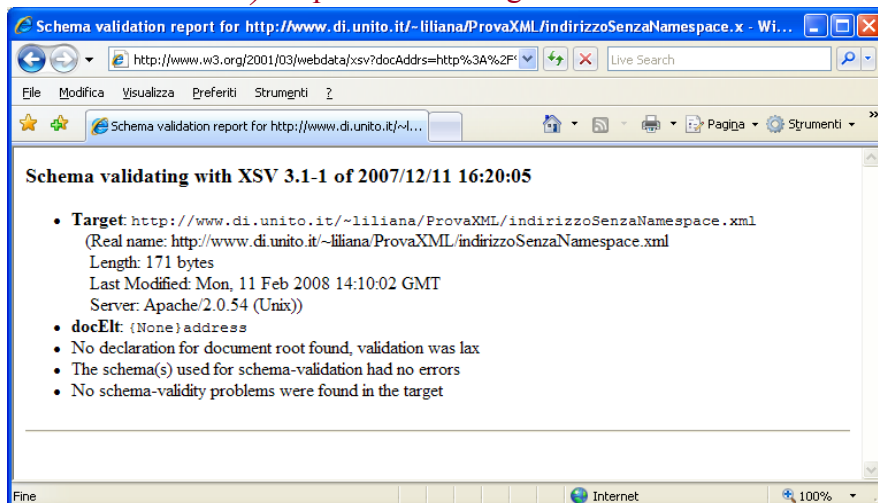 Schema validation report for http://www.di.unito.it/~liliana/ProvaXML/indirizzoSenzaNamespace.x - Wi...
http://www.w3.org/2001/03/webdata/xsv?docAddrs=http%3A%2F
Live Search
File Modifica Visualizza Preferiti Strumenti ?
Schema validation report for http://www.di.unito.it/~l...
Pagina
Strumenti
»
Schema validating with XSV 3.1-1 of 2007/12/11 16:20:05
• Target: http://www.di.unito.it/~liliana/ProvaXML/indirizzoSenzaNamespace.xml
(Real name: http://www.di.unito.it/~liliana/ProvaXML/indirizzoSenzaNamespace.xml
Length: 171 bytes
Last Modified: Mon, 11 Feb 2008 14:10:02 GMT
Server: Apache/2.0.54 (Unix))
• docElt: {None}address
• No declaration for document root found, validation was lax
• The schema(s) used for schema-validation had no errors
• No schema-validity problems were found in the target
Fine
Internet
100%